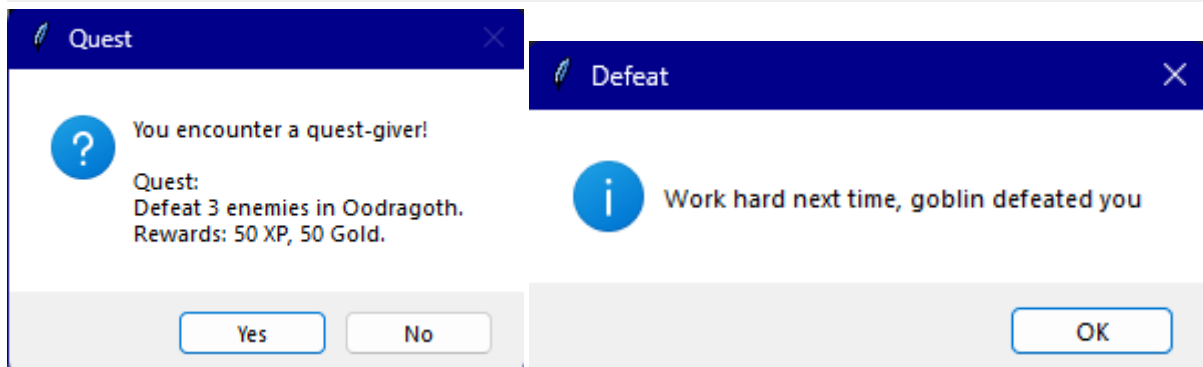 Quest
You encounter a quest-giver!
Quest:
Defeat 3 enemies in Oodragoth.
Rewards: 50 XP, 50 Gold.
Yes
No
Defeat
Work hard next time, goblin defeated you
OK